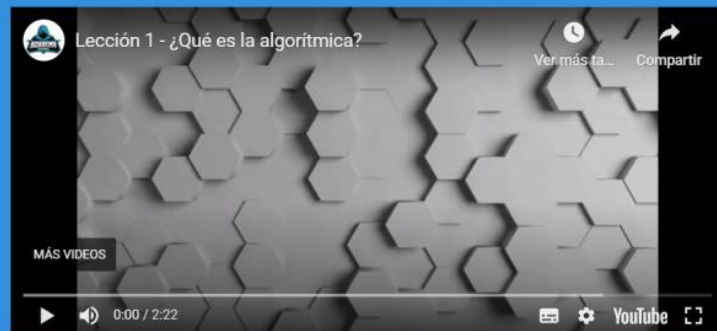 Lección 1 - ¿Qué es la algorítmica?
Ver más ta...
Compartir
MÁS VIDEOS
0:00 / 2:22
YouTube